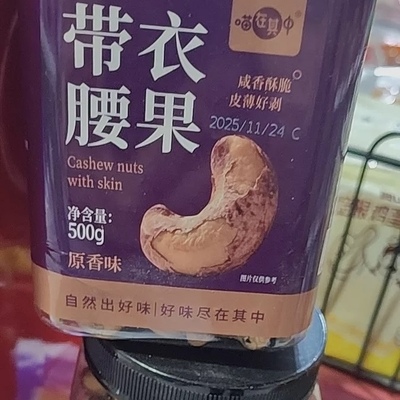 喵在其中
带衣
腰果
咸香酥脆
皮薄好剥
2025/11/24 C
Cashew nuts
with skin
净含量:
500g
原香味
图片仅供参考
自然出好味|好味尽在其中